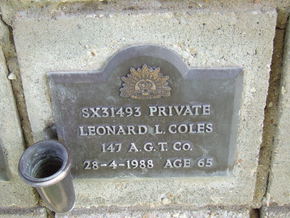 SX31493 PRIVATE
LEONARD L. COLES
147 A.G.T. CO.
28-4-1988 AGE 65